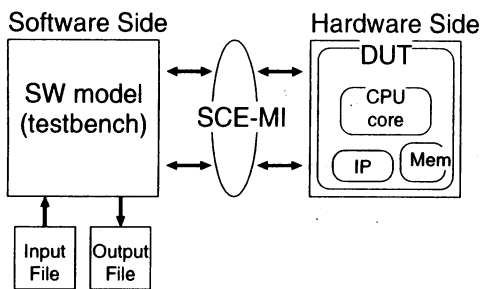 Software Side
Hardware Side
SW model
(testbench)
SCE-MI
DUT
CPU
core
IP
Mem
Input
File
Output
File